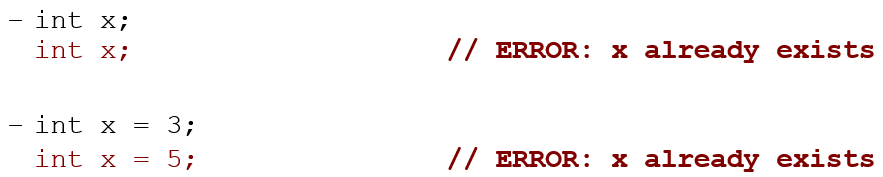 – int x;
int x; // ERROR: x already exists
– int x = 3;
int x = 5; // ERROR: x already exists